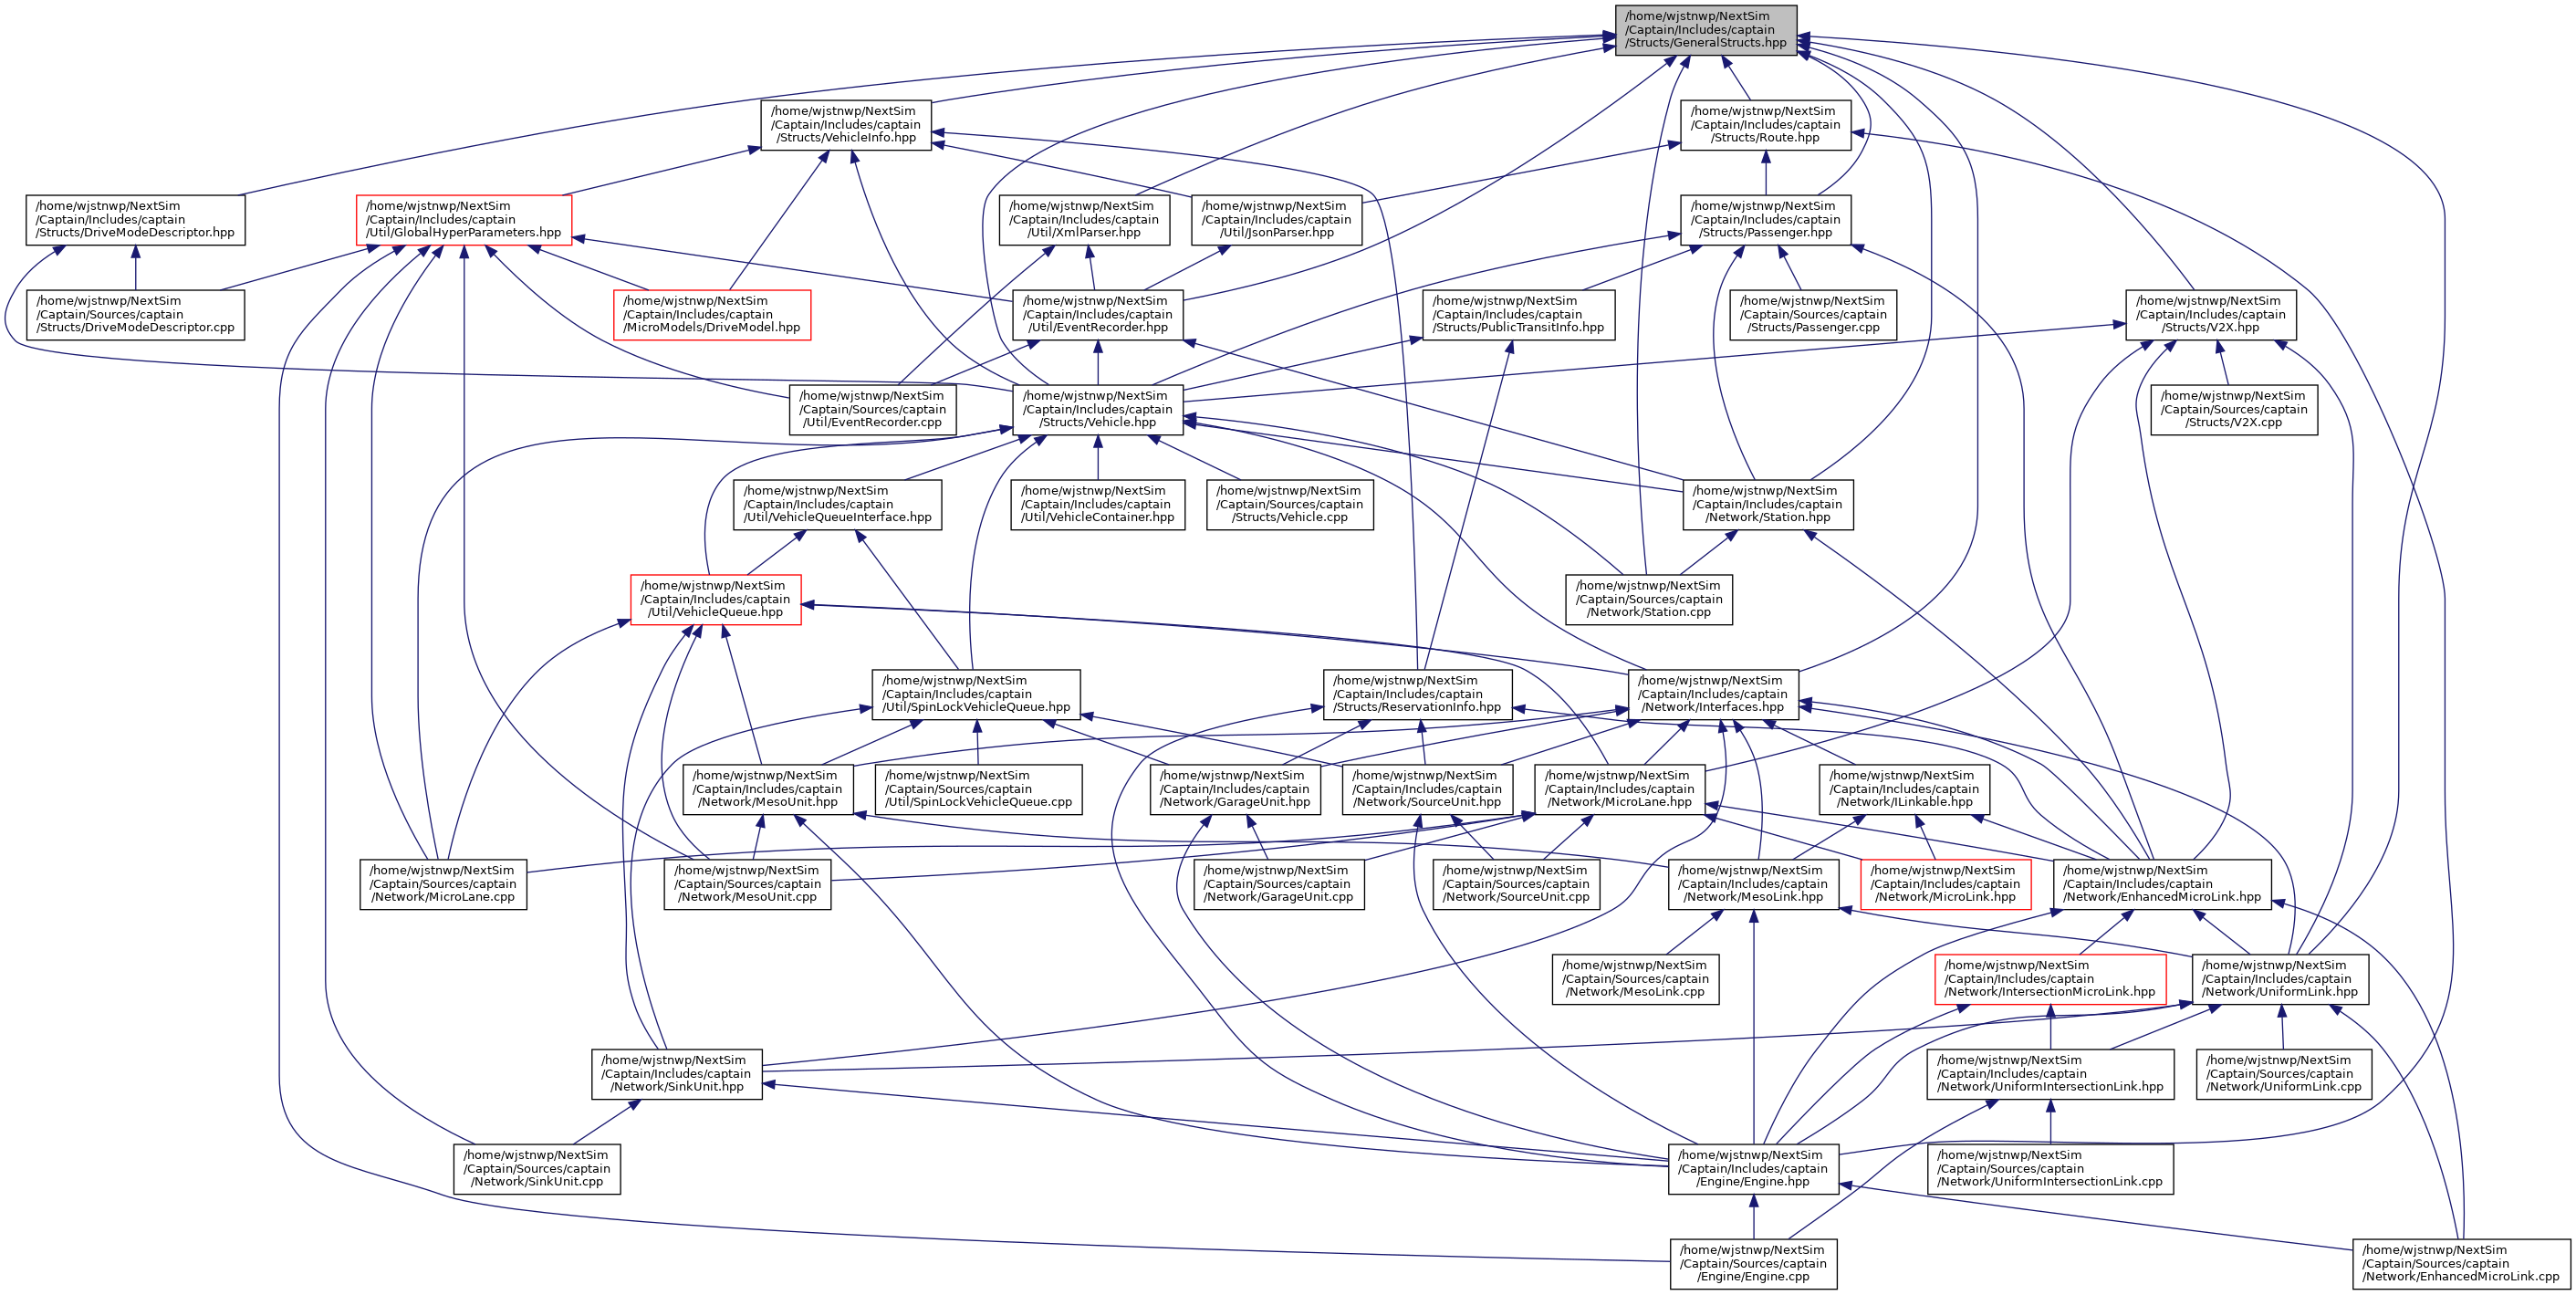 /home/wjstnwp/NextSim
/Captain/Includes/captain
/Structs/GeneralStructs.hpp
/home/wjstnwp/NextSim
/Captain/Includes/captain
/Structs/VehicleInfo.hpp
/home/wjstnwp/NextSim
/Captain/Includes/captain
/Structs/Route.hpp
/home/wjstnwp/NextSim
/Captain/Includes/captain
/Structs/DriveModeDescriptor.hpp
/home/wjstnwp/NextSim
/Captain/Includes/captain
/Util/GlobalHyperParameters.hpp
/home/wjstnwp/NextSim
/Captain/Includes/captain
/Util/XmlParser.hpp
/home/wjstnwp/NextSim
/Captain/Includes/captain
/Util/JsonParser.hpp
/home/wjstnwp/NextSim
/Captain/Includes/captain
/Structs/Passenger.hpp
/home/wjstnwp/NextSim
/Captain/Sources/captain
/Structs/DriveModeDescriptor.cpp
/home/wjstnwp/NextSim
/Captain/Includes/captain
/MicroModels/DriveModel.hpp
/home/wjstnwp/NextSim
/Captain/Includes/captain
/Util/EventRecorder.hpp
/home/wjstnwp/NextSim
/Captain/Includes/captain
/Structs/PublicTransitInfo.hpp
/home/wjstnwp/NextSim
/Captain/Sources/captain
/Structs/Passenger.cpp
/home/wjstnwp/NextSim
/Captain/Includes/captain
/Structs/V2X.hpp
/home/wjstnwp/NextSim
/Captain/Sources/captain
/Util/EventRecorder.cpp
/home/wjstnwp/NextSim
/Captain/Includes/captain
/Structs/Vehicle.hpp
/home/wjstnwp/NextSim
/Captain/Sources/captain
/Structs/V2X.cpp
/home/wjstnwp/NextSim
/Captain/Includes/captain
/Util/VehicleQueueInterface.hpp
/home/wjstnwp/NextSim
/Captain/Includes/captain
/Util/VehicleContainer.hpp
/home/wjstnwp/NextSim
/Captain/Sources/captain
/Structs/Vehicle.cpp
/home/wjstnwp/NextSim
/Captain/Includes/captain
/Network/Station.hpp
/home/wjstnwp/NextSim
/Captain/Includes/captain
/Util/VehicleQueue.hpp
/home/wjstnwp/NextSim
/Captain/Sources/captain
/Network/Station.cpp
/home/wjstnwp/NextSim
/Captain/Includes/captain
/Util/SpinLockVehicleQueue.hpp
/home/wjstnwp/NextSim
/Captain/Includes/captain
/Structs/ReservationInfo.hpp
/home/wjstnwp/NextSim
/Captain/Includes/captain
/Network/Interfaces.hpp
/home/wjstnwp/NextSim
/Captain/Includes/captain
/Network/MesoUnit.hpp
/home/wjstnwp/NextSim
/Captain/Sources/captain
/Util/SpinLockVehicleQueue.cpp
/home/wjstnwp/NextSim
/Captain/Includes/captain
/Network/GarageUnit.hpp
/home/wjstnwp/NextSim
/Captain/Includes/captain
/Network/SourceUnit.hpp
/home/wjstnwp/NextSim
/Captain/Includes/captain
/Network/MicroLane.hpp
/home/wjstnwp/NextSim
/Captain/Includes/captain
/Network/ILinkable.hpp
/home/wjstnwp/NextSim
/Captain/Sources/captain
/Network/MicroLane.cpp
/home/wjstnwp/NextSim
/Captain/Sources/captain
/Network/MesoUnit.cpp
/home/wjstnwp/NextSim
/Captain/Sources/captain
/Network/GarageUnit.cpp
/home/wjstnwp/NextSim
/Captain/Sources/captain
/Network/SourceUnit.cpp
/home/wjstnwp/NextSim
/Captain/Includes/captain
/Network/MesoLink.hpp
/home/wjstnwp/NextSim
/Captain/Includes/captain
/Network/MicroLink.hpp
/home/wjstnwp/NextSim
/Captain/Includes/captain
/Network/EnhancedMicroLink.hpp
/home/wjstnwp/NextSim
/Captain/Sources/captain
/Network/MesoLink.cpp
/home/wjstnwp/NextSim
/Captain/Includes/captain
/Network/IntersectionMicroLink.hpp
/home/wjstnwp/NextSim
/Captain/Includes/captain
/Network/UniformLink.hpp
/home/wjstnwp/NextSim
/Captain/Includes/captain
/Network/SinkUnit.hpp
/home/wjstnwp/NextSim
/Captain/Includes/captain
/Network/UniformIntersectionLink.hpp
/home/wjstnwp/NextSim
/Captain/Sources/captain
/Network/UniformLink.cpp
/home/wjstnwp/NextSim
/Captain/Sources/captain
/Network/SinkUnit.cpp
/home/wjstnwp/NextSim
/Captain/Includes/captain
/Engine/Engine.hpp
/home/wjstnwp/NextSim
/Captain/Sources/captain
/Network/UniformIntersectionLink.cpp
/home/wjstnwp/NextSim
/Captain/Sources/captain
/Engine/Engine.cpp
/home/wjstnwp/NextSim
/Captain/Sources/captain
/Network/EnhancedMicroLink.cpp